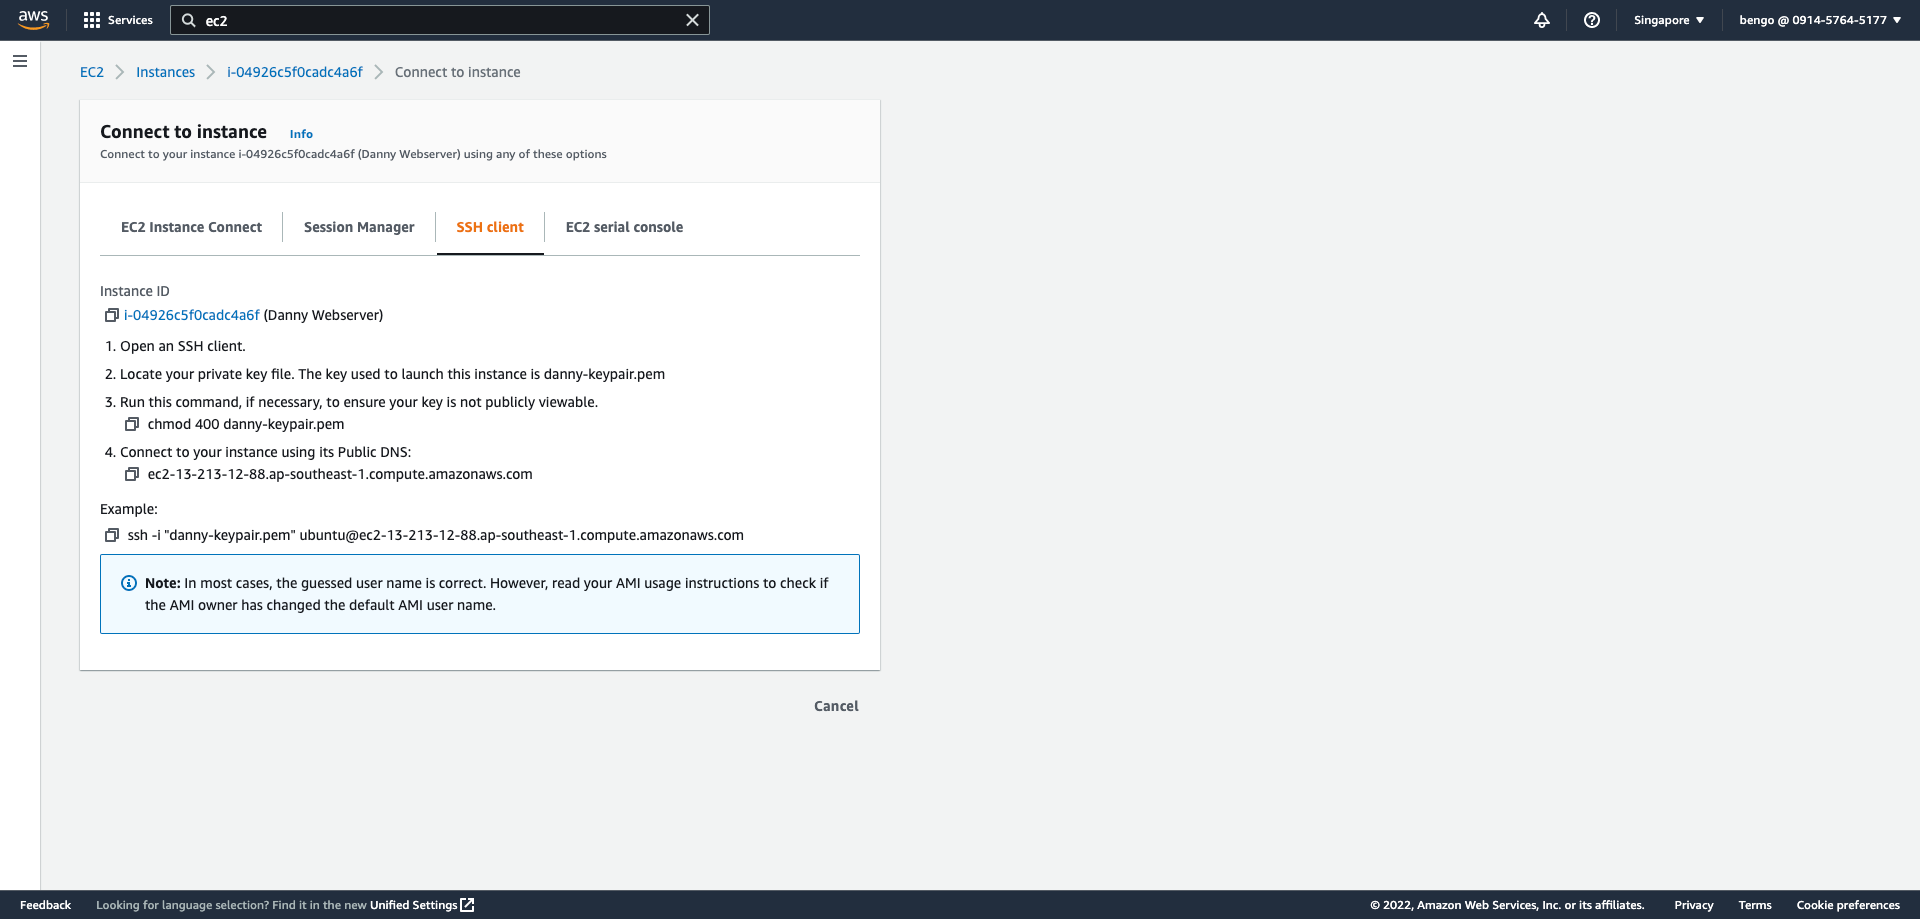 aws
Services
ec2
Singapore
bengo @ 0914-5764-5177
EC2
Instances
i-04926c5f0cadc4a6f
Connect to instance
Connect to instance
Info
Connect to your instance i-04926c5f0cadc4a6f (Danny Webserver) using any of these options
EC2 Instance Connect
Session Manager
SSH client
EC2 serial console
Instance ID
i-04926c5f0cadc4a6f (Danny Webserver)
1. Open an SSH client.
2. Locate your private key file. The key used to launch this instance is danny-keypair.pem
3. Run this command, if necessary, to ensure your key is not publicly viewable.
chmod 400 danny-keypair.pem
4. Connect to your instance using its Public DNS:
ec2-13-213-12-88.ap-southeast-1.compute.amazonaws.com
Example:
ssh -i "danny-keypair.pem" ubuntu@ec2-13-213-12-88.ap-southeast-1.compute.amazonaws.com
Note: In most cases, the guessed user name is correct. However, read your AMI usage instructions to check if
the AMI owner has changed the default AMI user name.
Cancel
Feedback
Looking for language selection? Find it in the new Unified Settings
© 2022, Amazon Web Services, Inc. or its affiliates.
Privacy
Terms
Cookie preferences